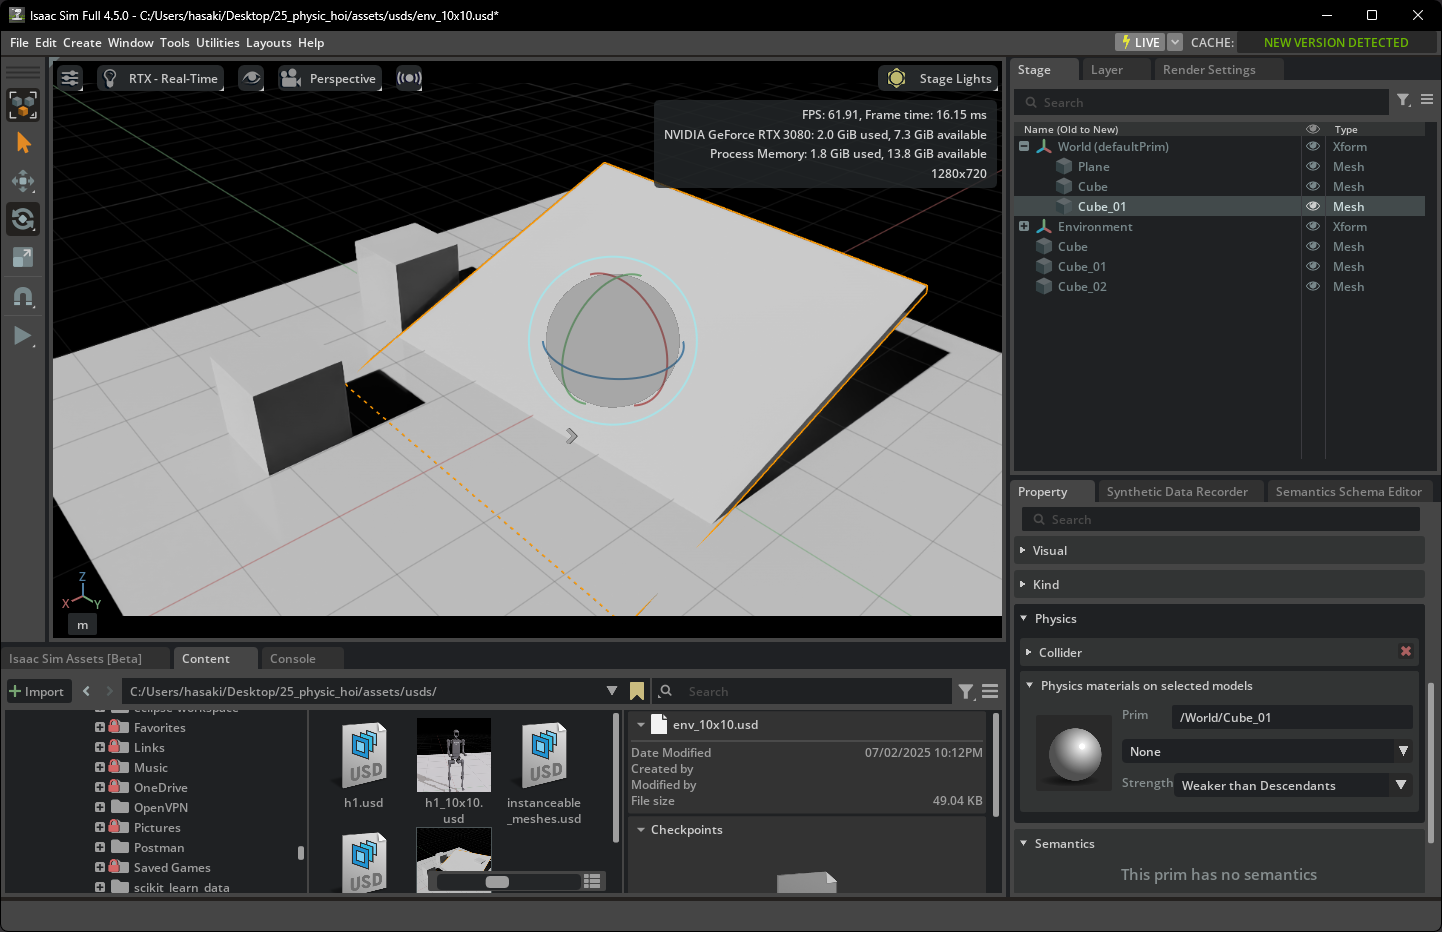 Isaac Sim Full 4.5.0 - C:/Users/hasaki/Desktop/25_physic_hoi/assets/usds/env_10x10.usd*
File Edit Create Window Tools Utilities Layouts Help
LIVE CACHE: NEW VERSION DETECTED
RTX - Real-Time Perspective Stage Lights
FPS: 61.91, Frame time: 16.15 ms
NVIDIA GeForce RTX 3080: 2.0 GiB used, 7.3 GiB available
Process Memory: 1.8 GiB used, 13.8 GiB available
1280x720
Z
X Y
m
Stage Layer Render Settings
Search
Name (Old to New) Type
World (defaultPrim) Xform
Plane Mesh
Cube Mesh
Cube_01 Mesh
Environment Xform
Cube Mesh
Cube_01 Mesh
Cube_02 Mesh
Property Synthetic Data Recorder Semantics Schema Editor
Search
Visual
Kind
Physics
Collider
Physics materials on selected models
Prim /World/Cube_01
None
Strength Weaker than Descendants
Semantics
This prim has no semantics
Isaac Sim Assets [Beta] Content Console
Import C:/Users/hasaki/Desktop/25_physic_hoi/assets/usds/ Search
eclipse-workspace
Favorites
Links
Music
OneDrive
OpenVPN
Pictures
Postman
Saved Games
scikit_learn_data
USD
h1.usd
h1_10x10.
usd
USD
instanceable
_meshes.usd
USD
env_10x10.usd
Date Modified 07/02/2025 10:12PM
Created by
Modified by
File size 49.04 KB
Checkpoints